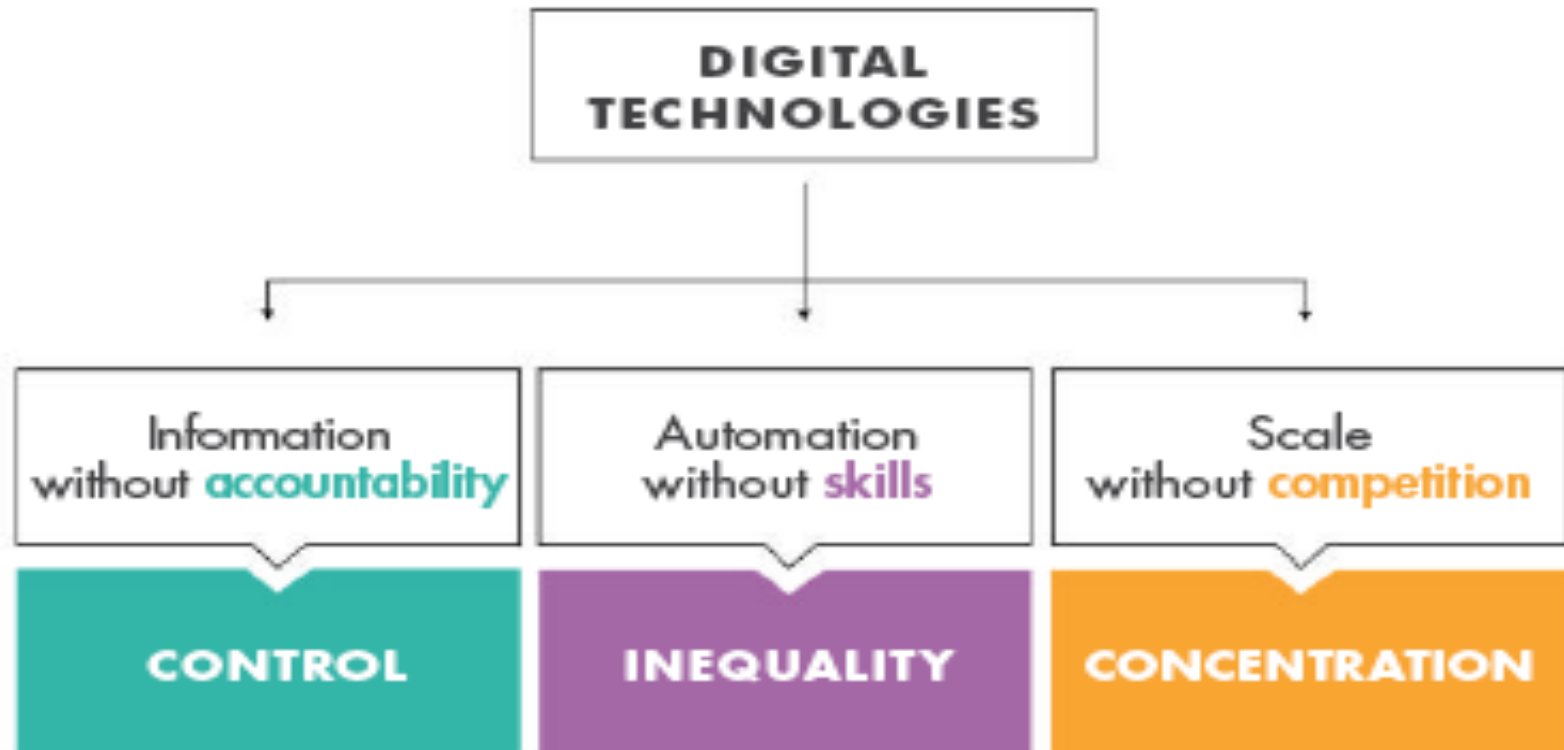 DIGITAL
TECHNOLOGIES
Information
without accountability
CONTROL
Automation
without skills
INEQUALITY
Scale
without competition
CONCENTRATION